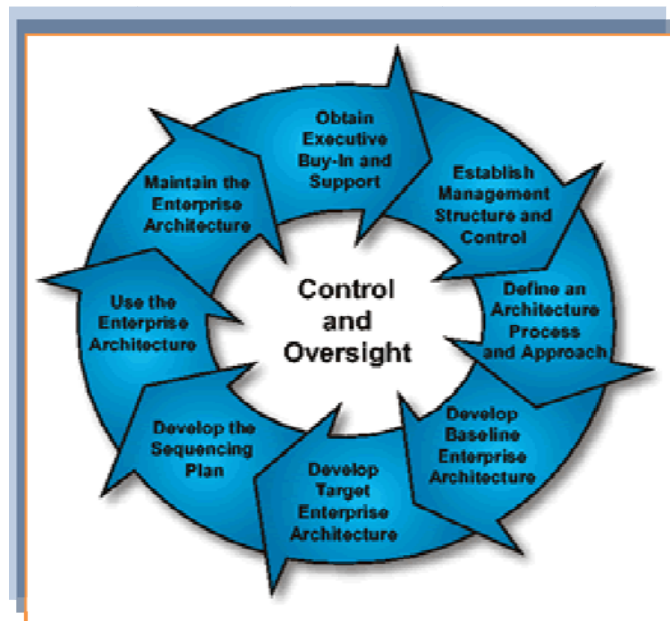 Obtain
Executive
Buy-In and
Support
Establish
Management
Structure and
Control
Define an
Architecture
Process
and Approach
Develop
Baseline
Enterprise
Architecture
Develop
Target
Enterprise
Architecture
Develop the
Sequencing
Plan
Use the
Enterprise
Architecture
Maintain the
Enterprise
Architecture
Control
and
Oversight